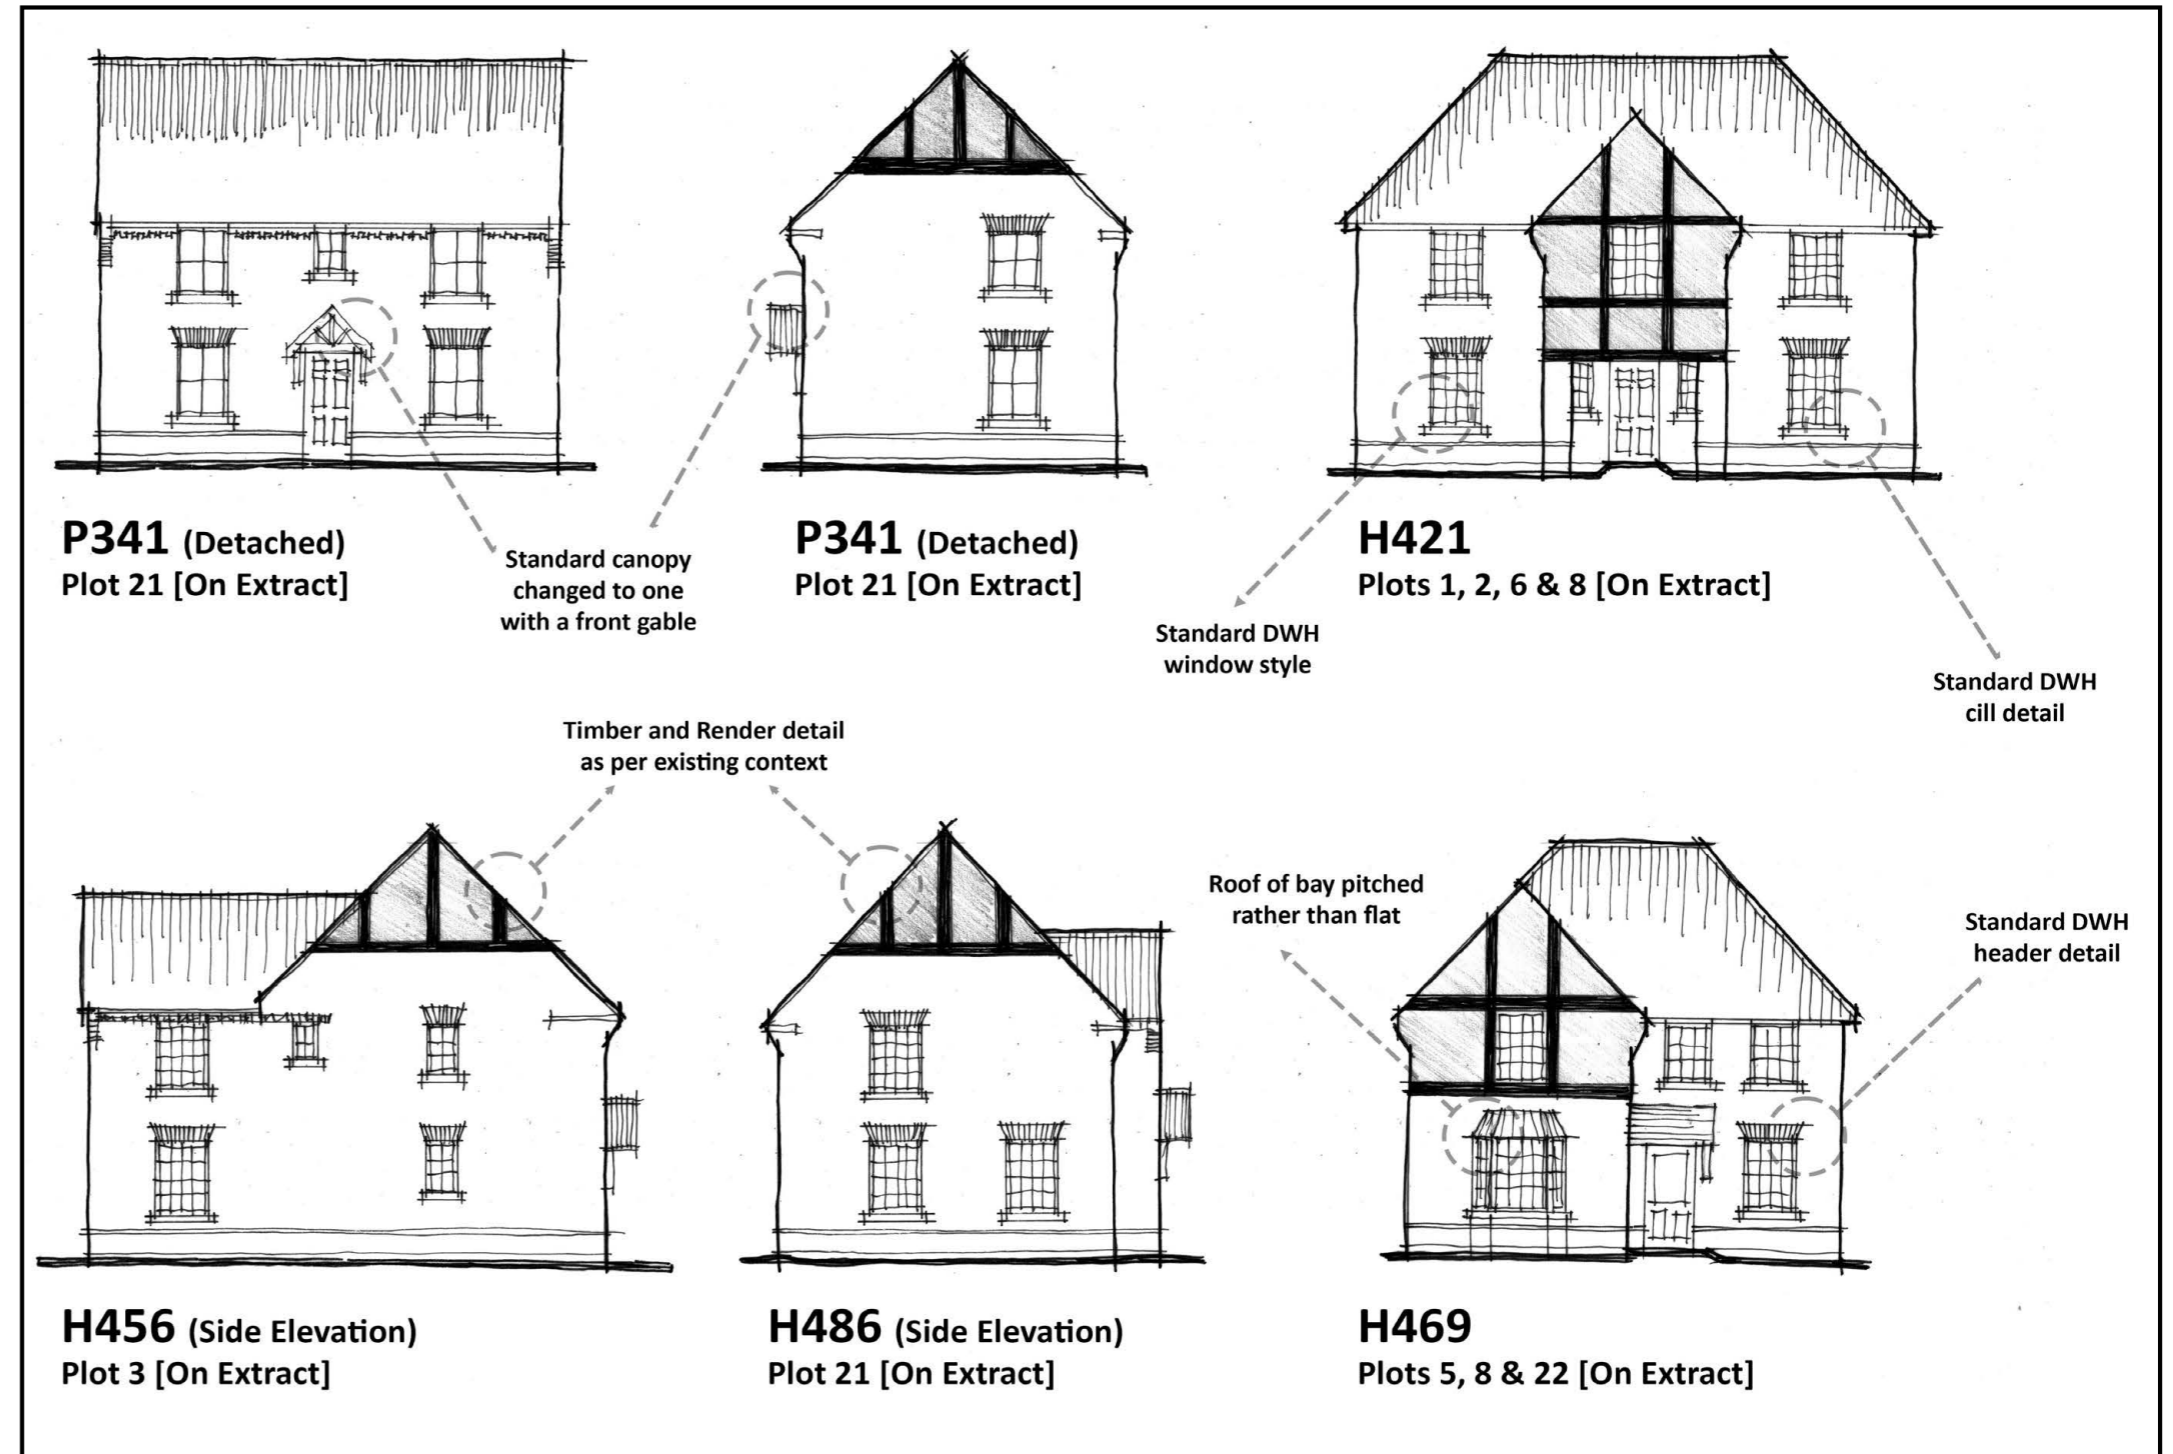 P341 (Detached)
Plot 21 [On Extract]
Standard canopy
changed to one
with a front gable
P341 (Detached)
Plot 21 [On Extract]
H421
Plots 1, 2, 6 & 8 [On Extract]
Standard DWH
window style
Standard DWH
cill detail
Timber and Render detail
as per existing context
Roof of bay pitched
rather than flat
Standard DWH
header detail
H456 (Side Elevation)
Plot 3 [On Extract]
H486 (Side Elevation)
Plot 21 [On Extract]
H469
Plots 5, 8 & 22 [On Extract]